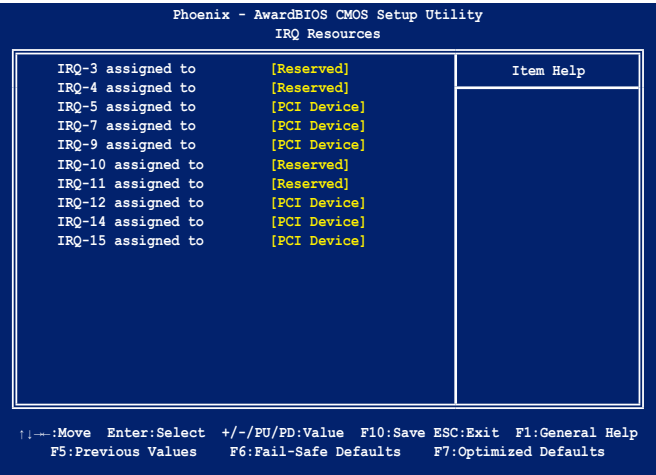 Phoenix - AwardBIOS CMOS Setup Utility
IRQ Resources
IRQ-3 assigned to [Reserved]
IRQ-4 assigned to [Reserved]
IRQ-5 assigned to [PCI Device]
IRQ-7 assigned to [PCI Device]
IRQ-9 assigned to [PCI Device]
IRQ-10 assigned to [Reserved]
IRQ-11 assigned to [Reserved]
IRQ-12 assigned to [PCI Device]
IRQ-14 assigned to [PCI Device]
IRQ-15 assigned to [PCI Device]
Item Help
↑↓→←:Move Enter:Select +/-/PU/PD:Value F10:Save ESC:Exit F1:General Help
F5:Previous Values F6:Fail-Safe Defaults F7:Optimized Defaults